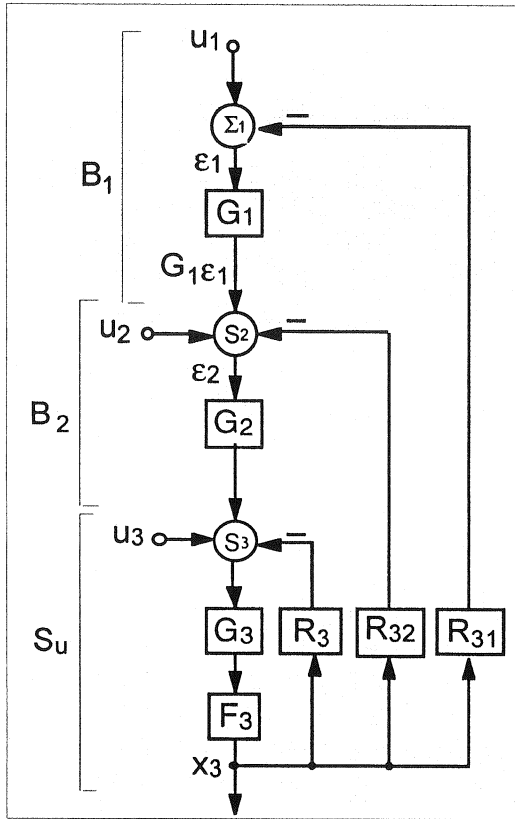 u1
Σ1
−
ε1
B1
G1
G1ε1
u2
S2
−
ε2
B2
G2
u3
S3
−
Su
G3
R3
R32
R31
F3
x3